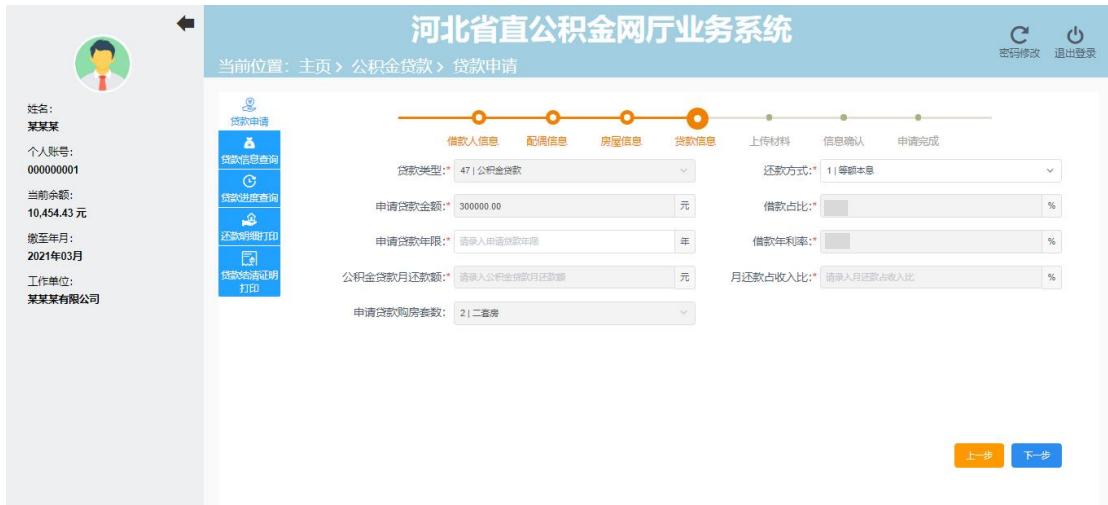 河北省直公积金网厅业务系统
密码修改 退出登录
当前位置：主页 > 公积金贷款 > 贷款申请
姓名：
某某某
个人账号：
000000001
当前余额：
10,454.43 元
缴至年月：
2021年03月
工作单位：
某某某有限公司
贷款申请
贷款信息查询
贷款进度查询
还款明细打印
贷款结清证明
打印
借款人信息 配偶信息 房屋信息 贷款信息 上传材料 信息确认 申请完成
贷款类型:* 47 | 公积金贷款 还款方式:* 1 | 等额本息
申请贷款金额:* 300000.00 元 借款占比:* %
申请贷款年限:* 请录入申请贷款年限 年 借款年利率:* %
公积金贷款月还款额:* 请录入公积金贷款月还款额 元 月还款占收入比:* 请录入月还款占收入比 %
申请贷款购房套数: 2 | 二套房
上一步 下一步